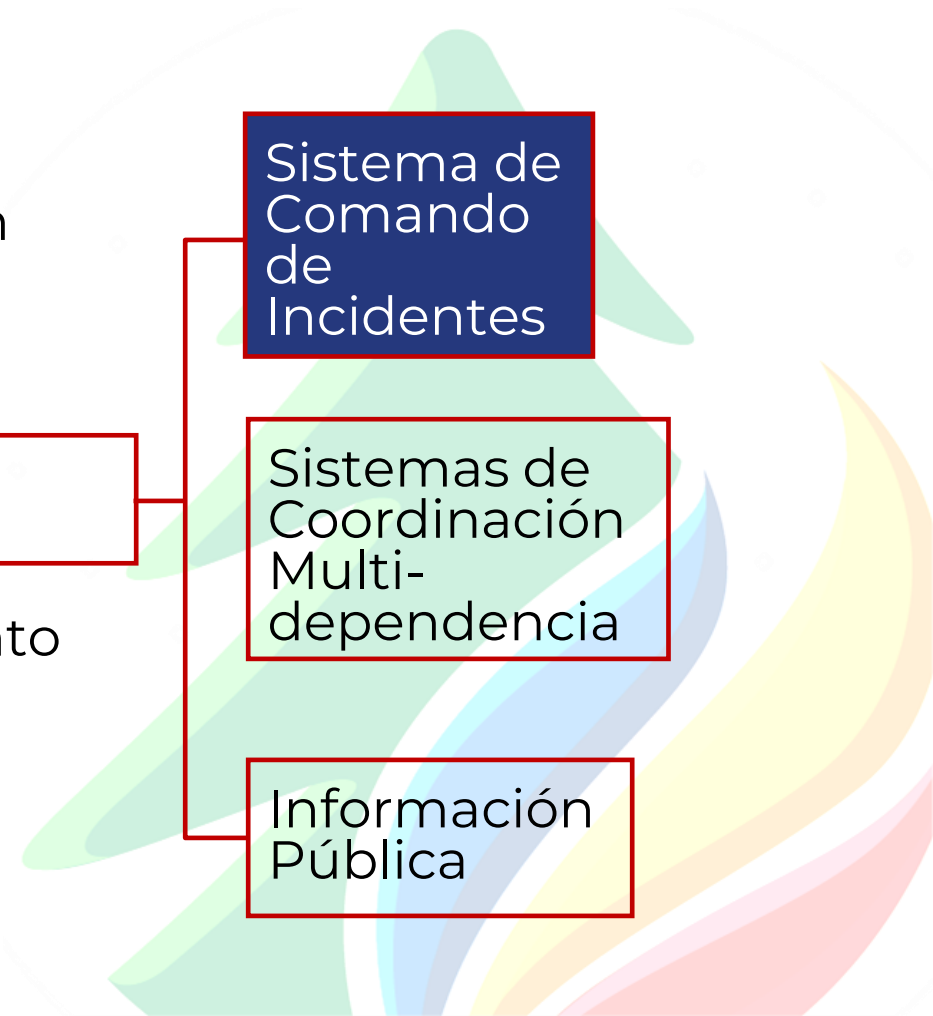 Sistema de
Comando
de
Incidentes
Sistemas de
Coordinación
Multi-
dependencia
Información
Pública